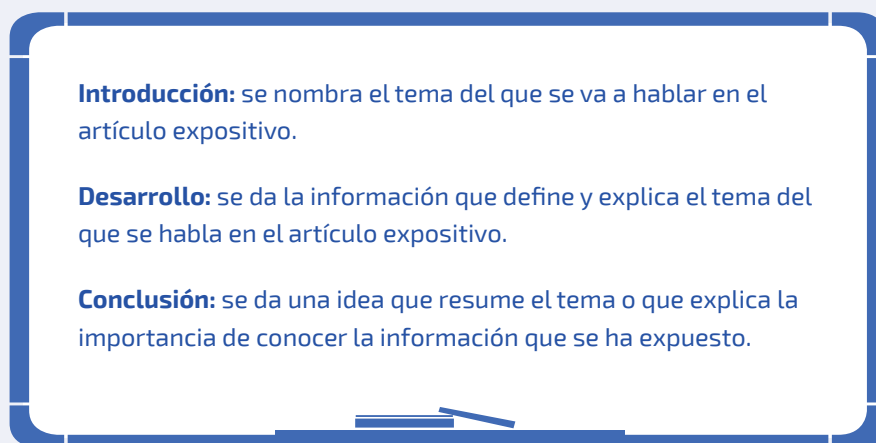 Introducción: se nombra el tema del que se va a hablar en el
artículo expositivo.
Desarrollo: se da la información que define y explica el tema del
que se habla en el artículo expositivo.
Conclusión: se da una idea que resume el tema o que explica la
importancia de conocer la información que se ha expuesto.